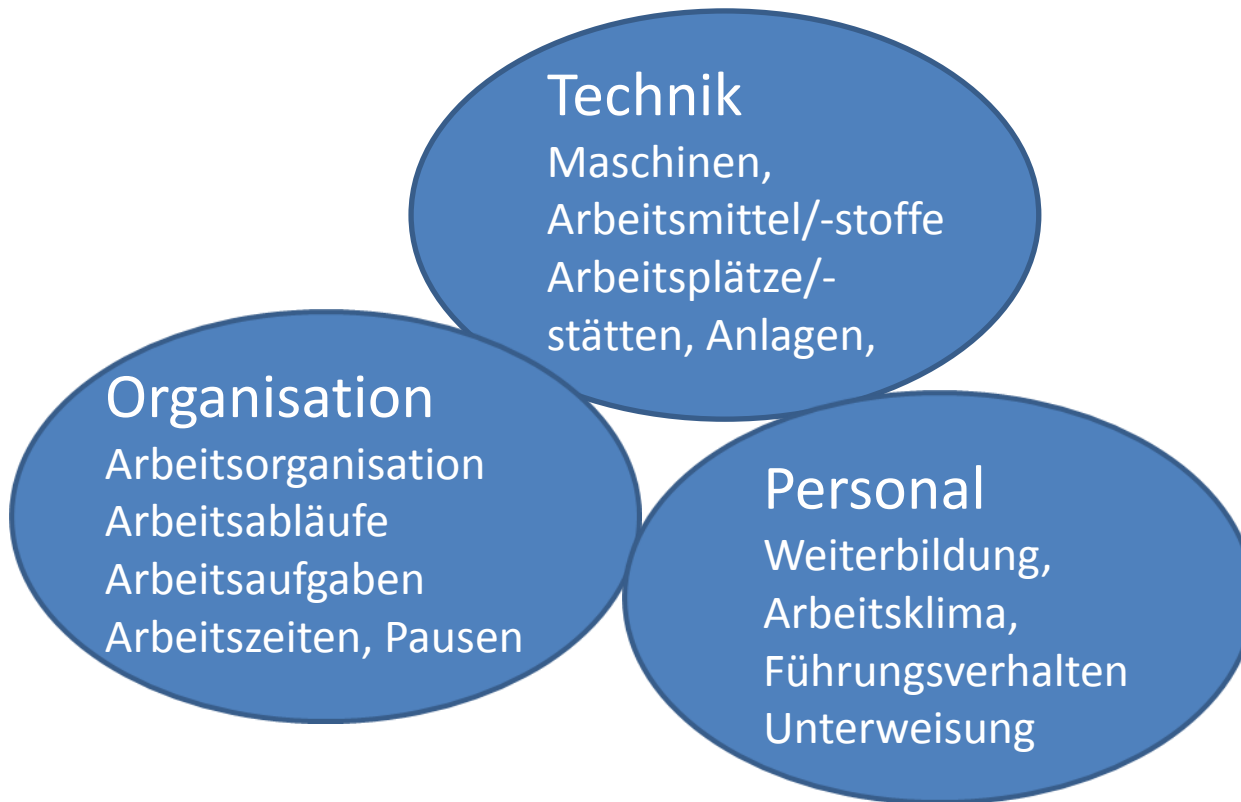 Technik
Maschinen,
Arbeitsmittel/-stoffe
Arbeitsplätze/-
stätten, Anlagen,
Organisation
Arbeitsorganisation
Arbeitsabläufe
Arbeitsaufgaben
Arbeitszeiten, Pausen
Personal
Weiterbildung,
Arbeitsklima,
Führungsverhalten
Unterweisung